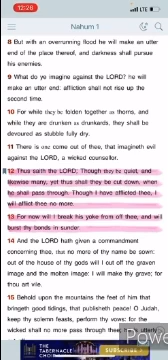 12:28
Nahum 1
8 But with an overrunning flood he will make an utter
end of the place thereof, and darkness shall pursue
his enemies.
9 What do ye imagine against the LORD? he will
make an utter end: affliction shall not rise up the
second time.
10 For while they be folden together as thorns, and
while they are drunken as drunkards, they shall be
devoured as stubble fully dry.
11 There is one come out of thee, that imagineth evil
against the LORD, a wicked counsellor.
12 Thus saith the LORD; Though they be quiet, and
likewise many, yet thus shall they be cut down, when
he shall pass through. Though I have afflicted thee, I
will afflict thee no more.
13 For now will I break his yoke from off thee, and will
burst thy bonds in sunder.
14 And the LORD hath given a commandment
concerning thee, that no more of thy name be sown:
out of the house of thy gods will I cut off the graven
image and the molten image: I will make thy grave; for
thou art vile.
15 Behold upon the mountains the feet of him that
bringeth good tidings, that publisheth peace! O Judah,
keep thy solemn feasts, perform thy vows: for the
wicked shall no more pass through thee; he is utterly
THE
TABERNACLE